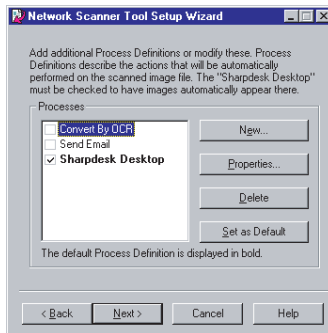 Network Scanner Tool Setup Wizard
Add additional Process Definitions or modify these. Process
Definitions describe the actions that will be automatically
performed on the scanned image file. The "Sharpdesk Desktop"
must be checked to have images automatically appear there.
Processes
Convert By OCR
Send Email
Sharpdesk Desktop
New...
Properties...
Delete
Set as Default
The default Process Definition is displayed in bold.
< Back
Next >
Cancel
Help